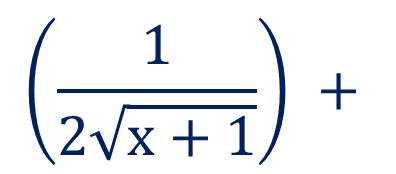 (1 / (2√(x + 1))) +